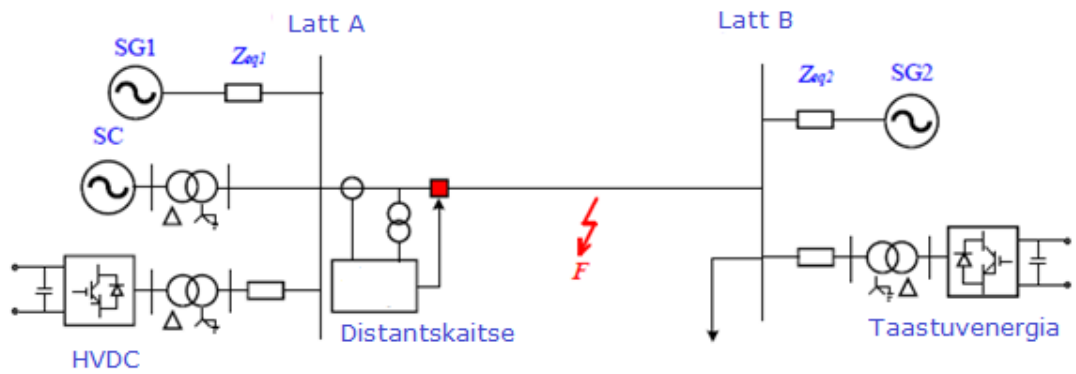 Latt A
Latt B
SG1
Zeq1
Zeq2
SG2
SC
Δ
F
Δ
Δ
Distantskaitse
Taastuvenergia
HVDC